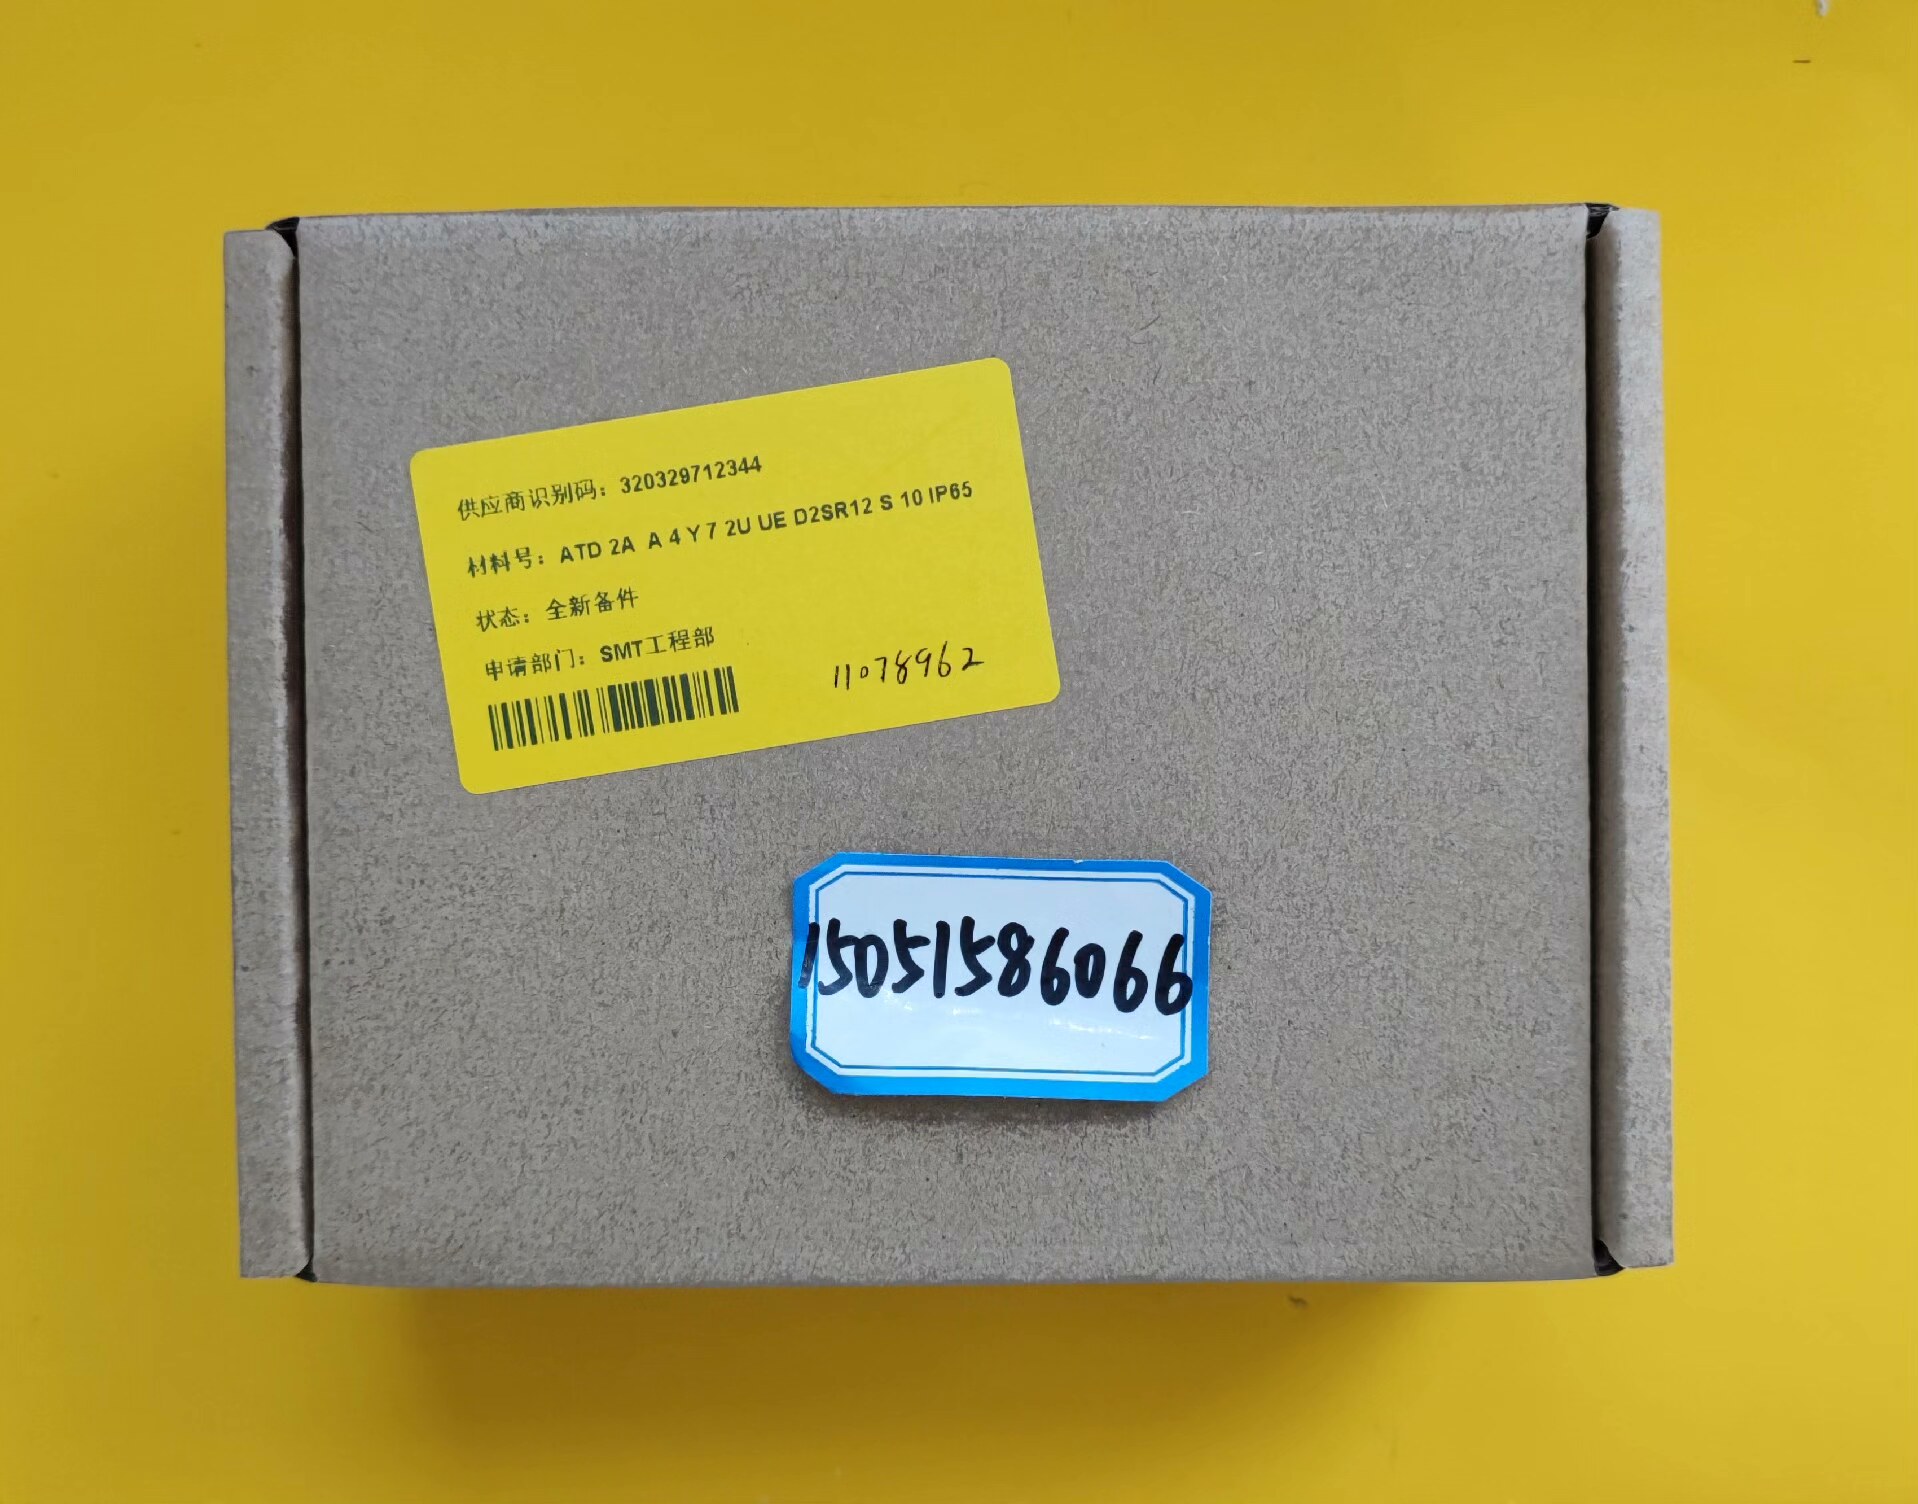 供应商识别码：320329712344
材料号：ATD 2A  A 4 Y 7 2U UE D2SR12 S 10 IP65
状态：全新备件
申请部门：SMT工程部
11078962
15051586066